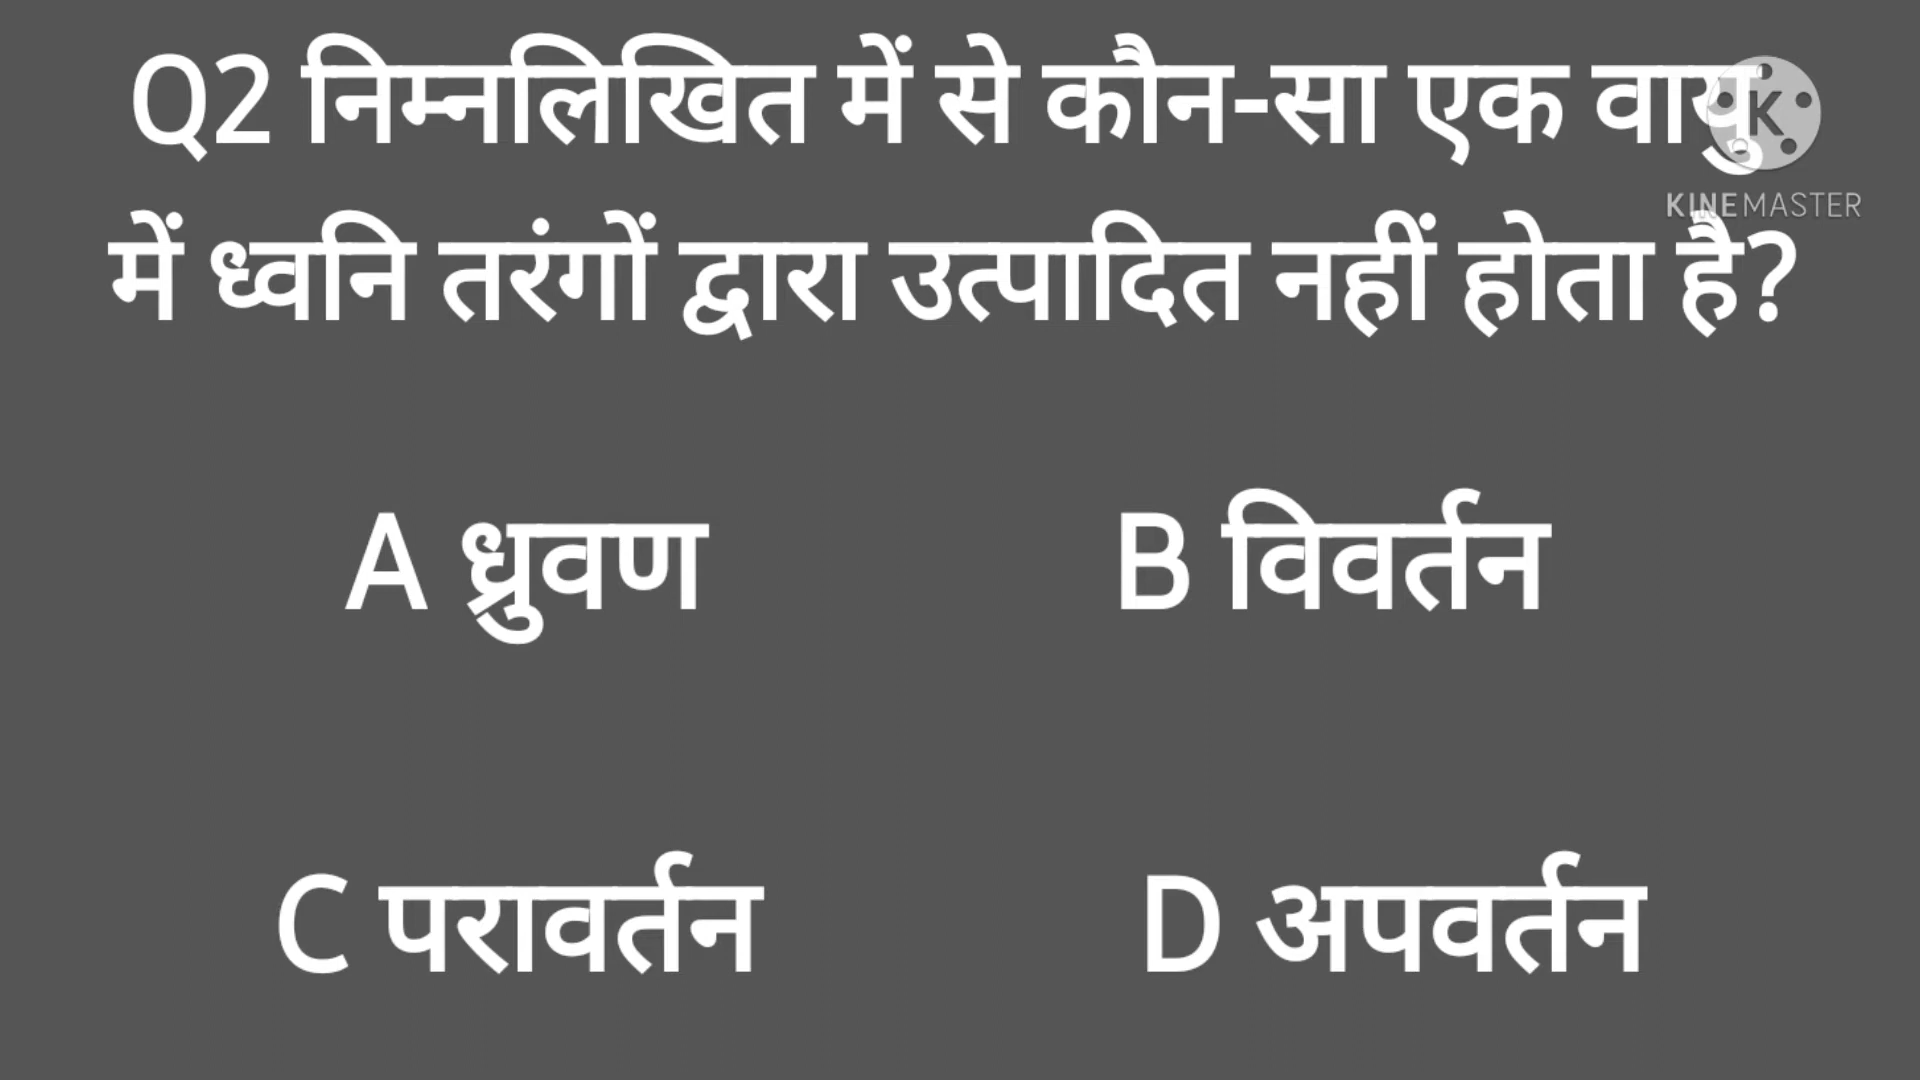 Q2 निम्नलिखित में से कौन-सा एक वायु
K
KINEMASTER
में ध्वनि तरंगों द्वारा उत्पादित नहीं होता है?
A ध्रुवण
B विवर्तन
C परावर्तन
D अपवर्तन